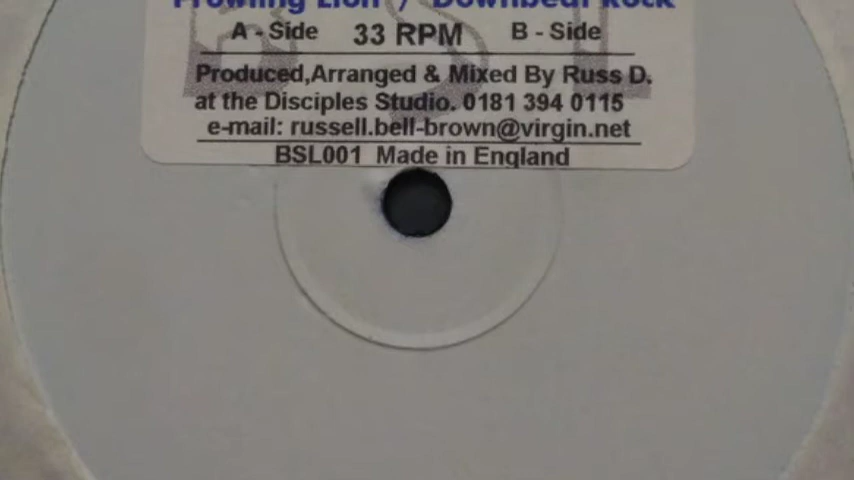 Prowling Lion / Downbeat Rock
A - Side 33 RPM B - Side
Produced,Arranged & Mixed By Russ D.
at the Disciples Studio. 0181 394 0115
e-mail: russell.bell-brown@virgin.net
BSL001 Made in England